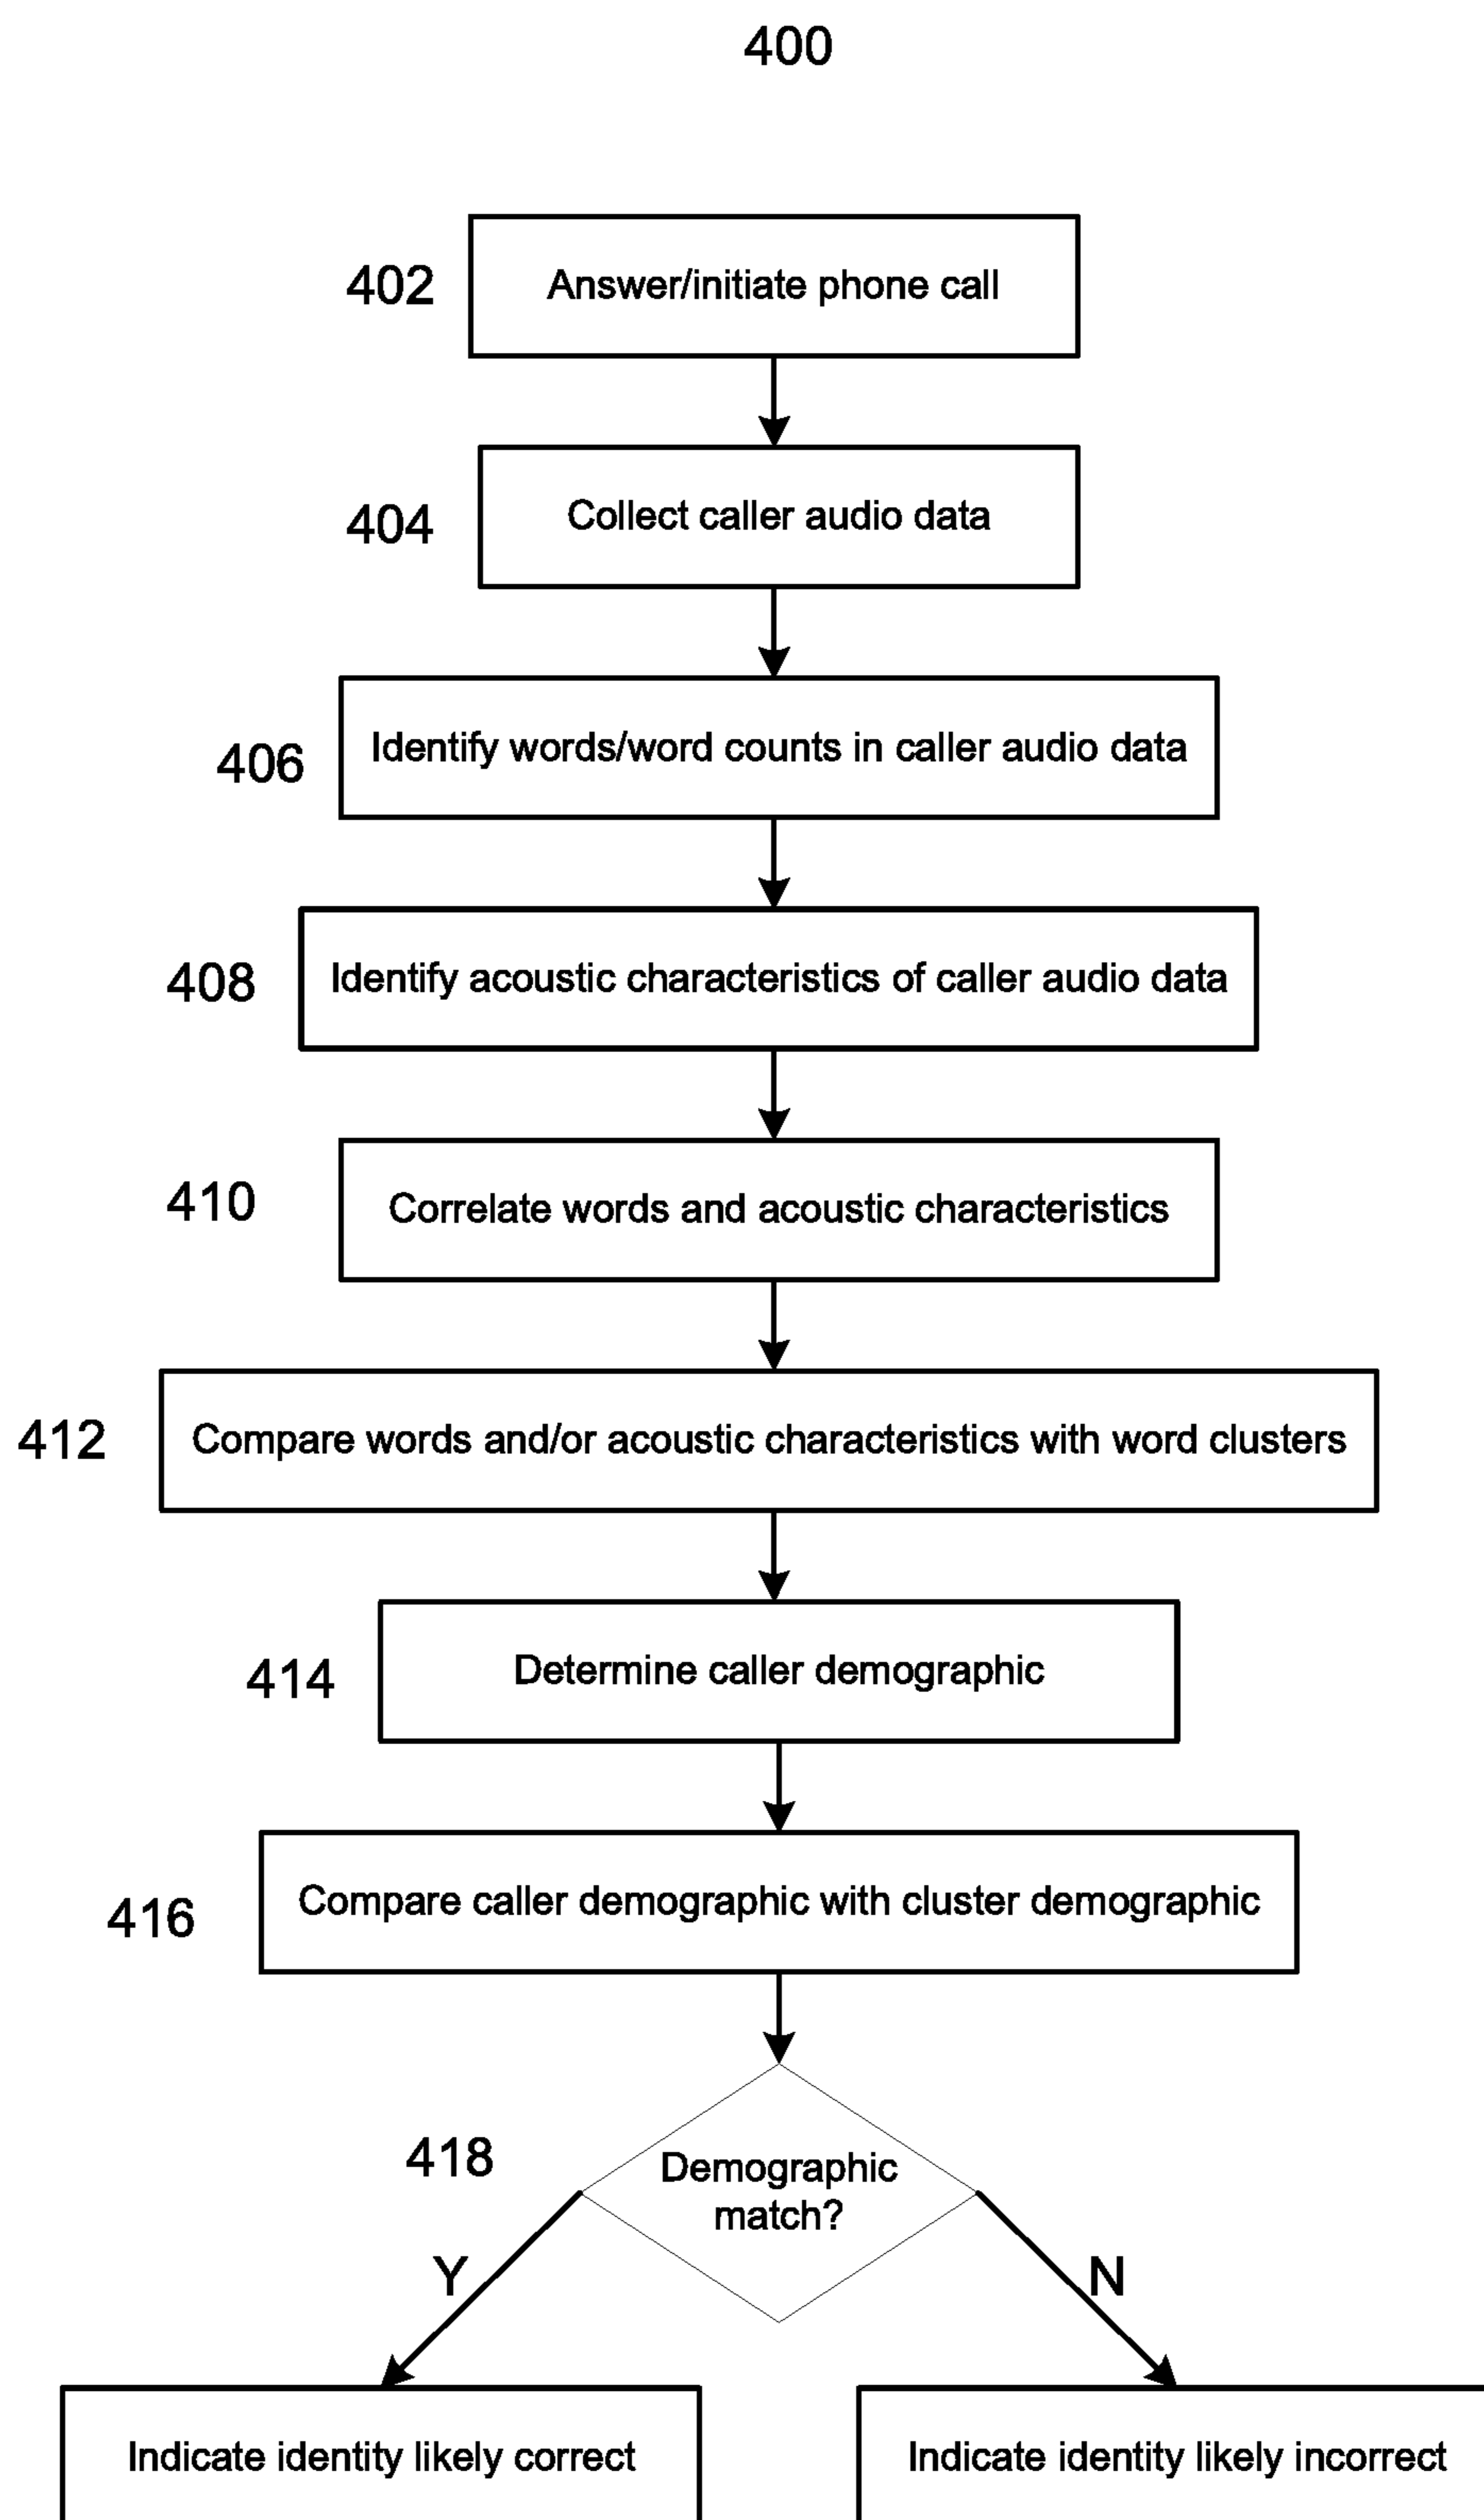 400
402
Answer/initiate phone call
404
Collect caller audio data
406
Identify words/word counts in caller audio data
408
Identify acoustic characteristics of caller audio data
410
Correlate words and acoustic characteristics
412
Compare words and/or acoustic characteristics with word clusters
414
Determine caller demographic
416
Compare caller demographic with cluster demographic
418
Demographic
match?
Y
N
Indicate identity likely correct
Indicate identity likely incorrect